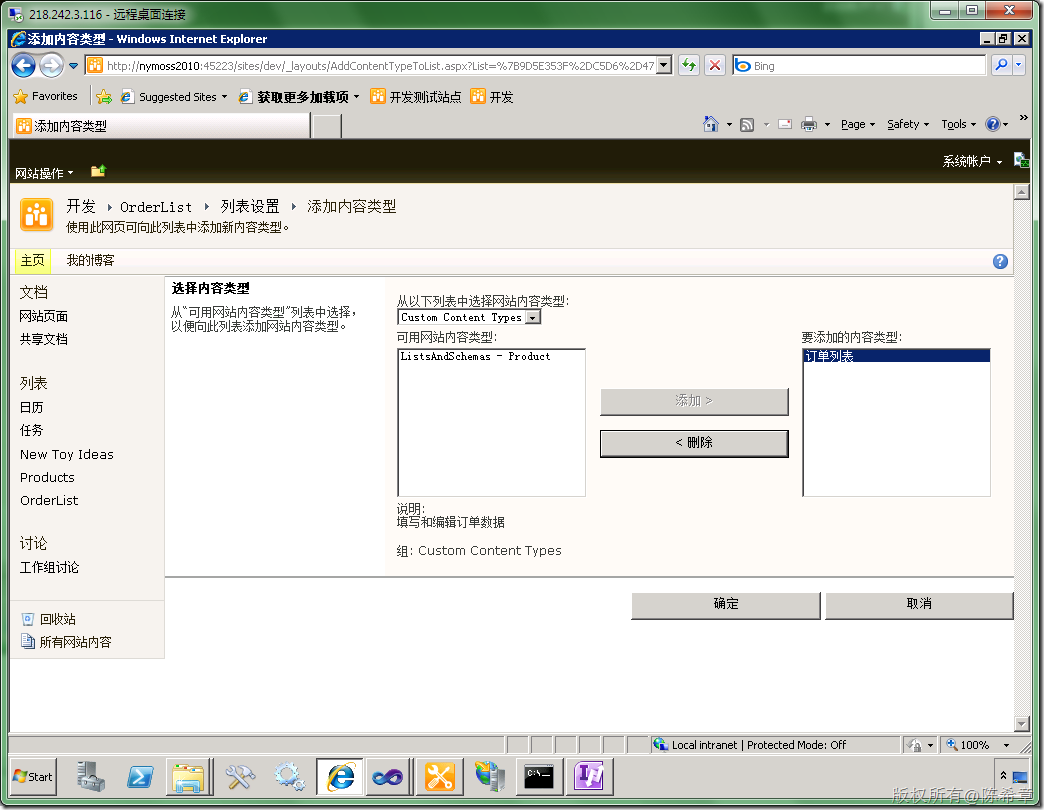 218.242.3.116 - 远程桌面连接
添加内容类型 - Windows Internet Explorer
http://nymoss2010:45223/sites/dev/_layouts/AddContentTypeToList.aspx?List=%7B9D5E353F%2DC5D6%2D47
Bing
Favorites
Suggested Sites
获取更多加载项
开发测试站点
开发
添加内容类型
Page
Safety
Tools
网站操作
系统帐户
开发 OrderList 列表设置 添加内容类型
使用此网页可向此列表中添加新内容类型。
主页
我的博客
文档
网站页面
共享文档
列表
日历
任务
New Toy Ideas
Products
OrderList
讨论
工作组讨论
回收站
所有网站内容
选择内容类型
从“可用网站内容类型”列表中选择，
以便向此列表添加网站内容类型。
从以下列表中选择网站内容类型:
Custom Content Types
可用网站内容类型:
ListsAndSchemas - Product
添加 >
< 删除
要添加的内容类型:
订单列表
说明:
填写和编辑订单数据
组: Custom Content Types
确定
取消
Local intranet | Protected Mode: Off
100%
Start
版权所有@陈希章